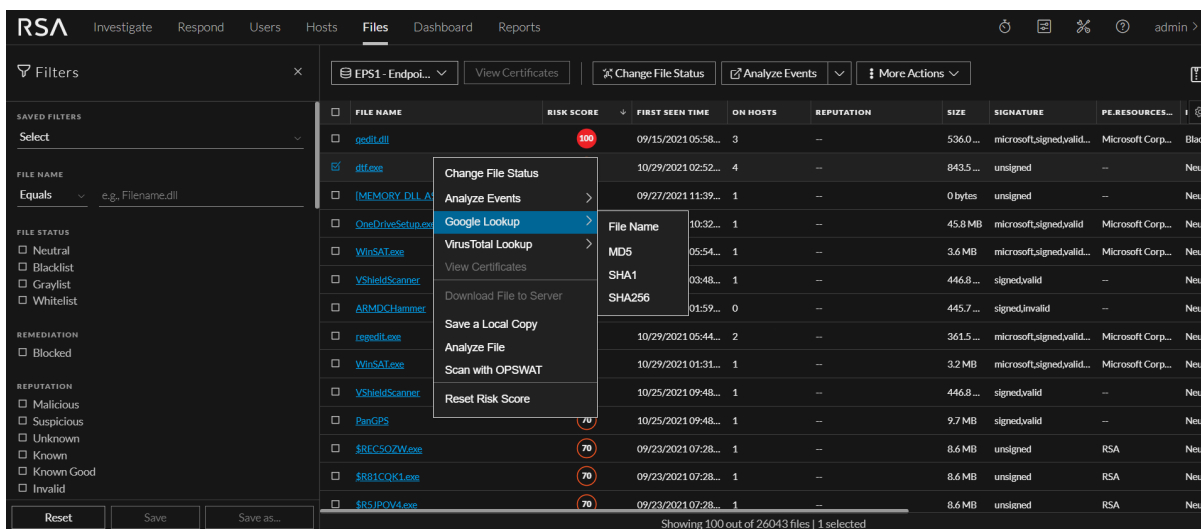 RSA Investigate Respond Users Hosts Files Dashboard Reports admin >
Filters ×
SAVED FILTERS
Select
FILE NAME
Equals e.g., Filename.dll
FILE STATUS
Neutral
Blacklist
Graylist
Whitelist
REMEDIATION
Blocked
REPUTATION
Malicious
Suspicious
Unknown
Known
Known Good
Invalid
Reset Save Save as...
EPS1 - Endpoi... View Certificates Change File Status Analyze Events More Actions
FILE NAME RISK SCORE FIRST SEEN TIME ON HOSTS REPUTATION SIZE SIGNATURE PE.RESOURCES...
qedit.dll 100 09/15/2021 05:58... 3 -- 536.0 ... microsoft,signed,valid... Microsoft Corp... Blac
dtf.exe 10/29/2021 02:52... 4 -- 843.5 ... unsigned -- Neu
[MEMORY_DLL_AS 09/27/2021 11:39... 1 -- 0 bytes unsigned -- Neu
OneDriveSetup.exe 10:32... 1 -- 45.8 MB microsoft,signed,valid Microsoft Corp... Neu
WinSAT.exe 05:54... 1 -- 3.6 MB microsoft,signed,valid... Microsoft Corp... Neu
VShieldScanner 03:48... 1 -- 446.8 ... signed,valid -- Neu
ARMDCHammer 01:59... 0 -- 445.7 ... signed,invalid -- Neu
regedit.exe 10/29/2021 05:44... 2 -- 361.5 ... microsoft,signed,valid... Microsoft Corp... Neu
WinSAT.exe 10/29/2021 01:31... 1 -- 3.2 MB microsoft,signed,valid... Microsoft Corp... Neu
VShieldScanner 10/25/2021 09:48... 1 -- 446.8 ... signed,valid -- Neu
PanGPS 70 10/25/2021 09:48... 1 -- 9.7 MB signed,valid -- Neu
$REC5OZW.exe 70 09/23/2021 07:28... 1 -- 8.6 MB unsigned RSA Neu
$R81CQK1.exe 70 09/23/2021 07:28... 1 -- 8.6 MB unsigned RSA Neu
$R5JPOV4.exe 70 09/23/2021 07:28... 1 -- 8.6 MB unsigned RSA Neu
Change File Status
Analyze Events
Google Lookup
VirusTotal Lookup
View Certificates
Download File to Server
Save a Local Copy
Analyze File
Scan with OPSWAT
Reset Risk Score
File Name
MD5
SHA1
SHA256
Showing 100 out of 26043 files | 1 selected